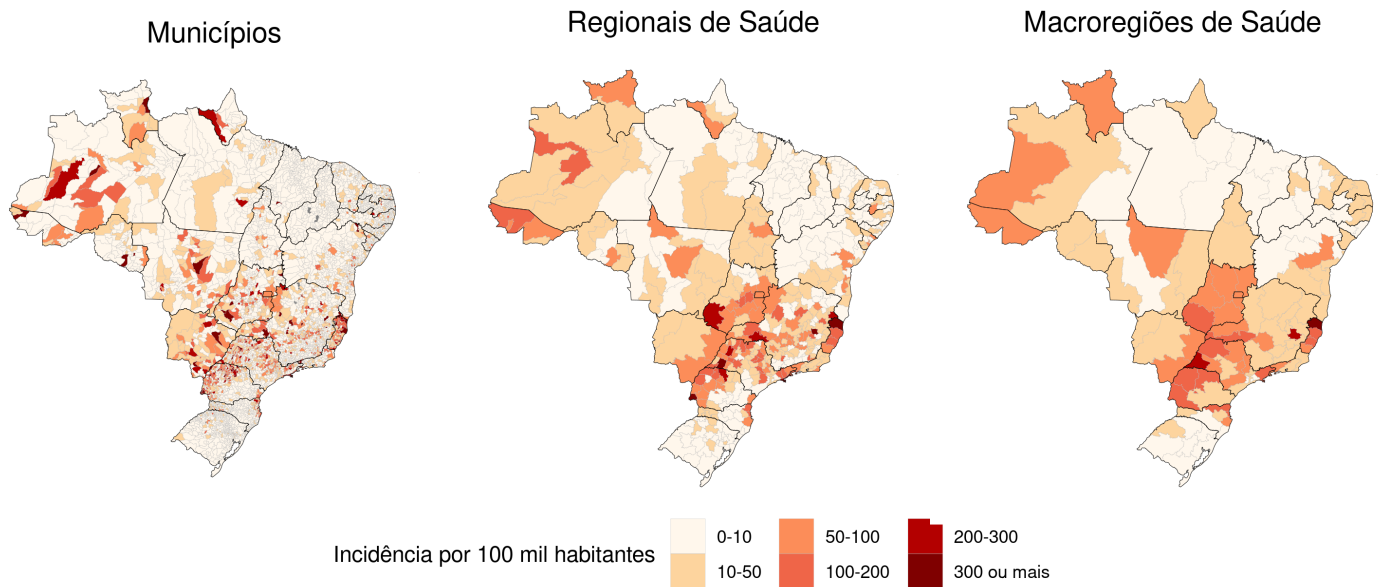 Municípios
Regionais de Saúde
Macroregiões de Saúde
Incidência por 100 mil habitantes
0-10
50-100
200-300
10-50
100-200
300 ou mais